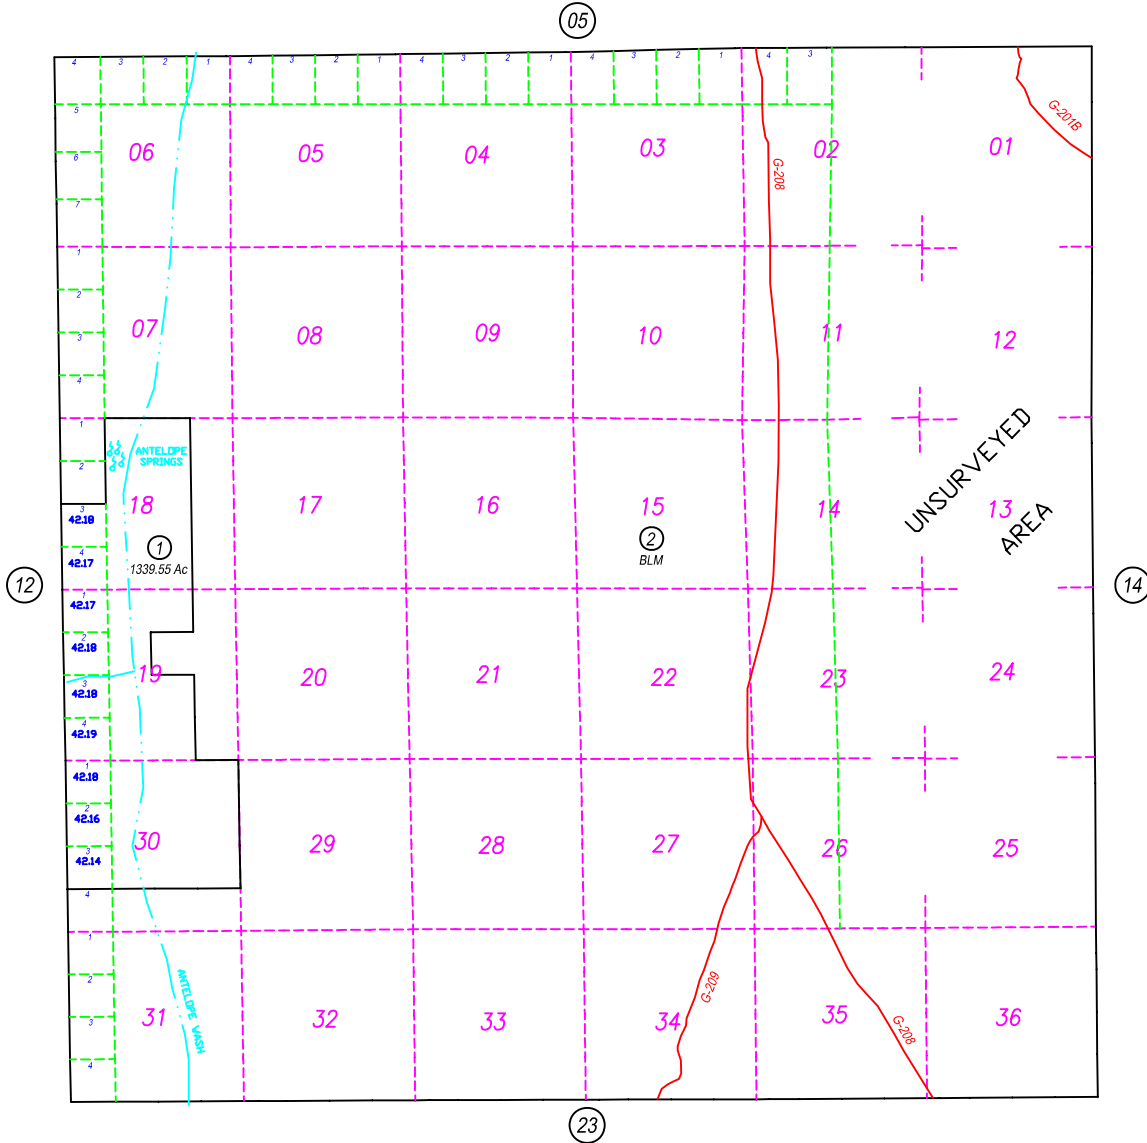 05
4 3 2 1 4 3 2 1 4 3 2 1 4 3 2 1 4 3
G-201B
5
06 05 04 03 02 01
6
G-208
7
1
2
07 08 09 10 11 12
3
4
1
ANTELOPE
SPRINGS
2
UNSURVEYED
AREA
18 17 16 15 14 13
3
42.18
1
1339.55 Ac
2
BLM
4
42.17
12
14
1
42.17
2
42.18
19 20 21 22 23 24
3
42.18
4
42.19
1
42.18
2
42.16
30 29 28 27 26 25
3
42.14
4
1
2
ANTELOPE WASH
G-209
31 32 33 34 35 36
3
G-208
4
23